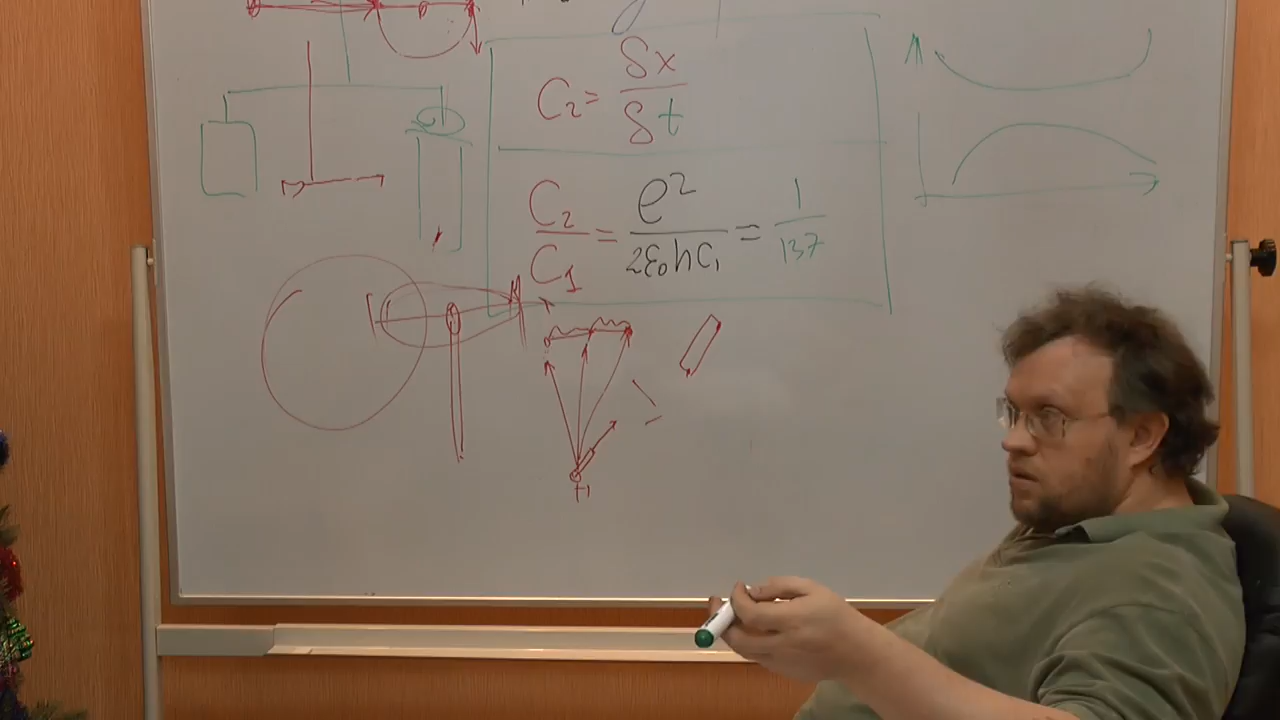 C₂ = δx / δt
C₂ / C₁ = e² / 2ε₀hC₁ = 1 / 137